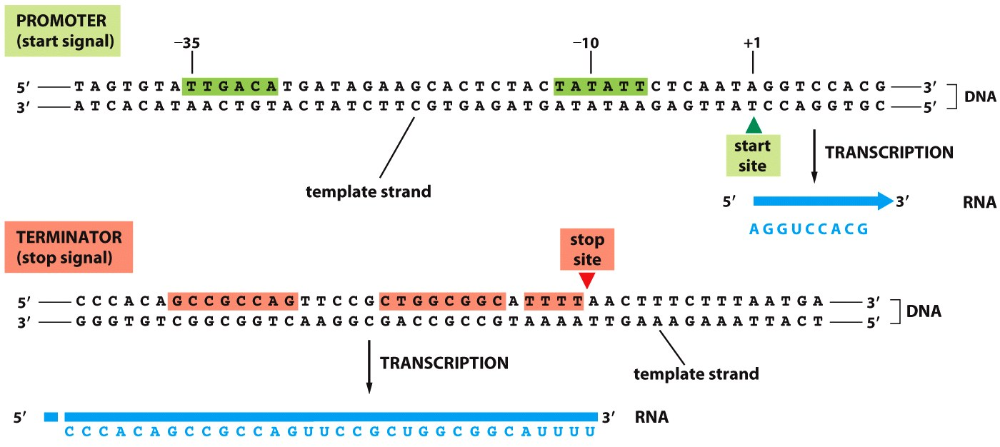 PROMOTER
(start signal)
−35
−10
+1
5′ TAGTGTATTGACATGATAGAAGCACTCTACTATATTCTCAATAGGTCCACG 3′
3′ ATCACATAACTGTACTATCTTCGTGAGATGATATAAGAGTTATCCAGGTGC 5′
DNA
start
site
TRANSCRIPTION
template strand
5′ 3′ RNA
AGGUCCACG
TERMINATOR
(stop signal)
stop
site
5′ CCCACAGCCGCCAGTTCCGCTGGCGGCATTTTAACTTTCTTTAATGA 3′
3′ GGGTGTCGGCGGTCAAGGCGACCGCCGTAAAATTGAAAGAAATTACT 5′
DNA
TRANSCRIPTION
template strand
5′ 3′ RNA
CCCACAGCCGCCAGUUCCGCUGGCGGCAUUUU